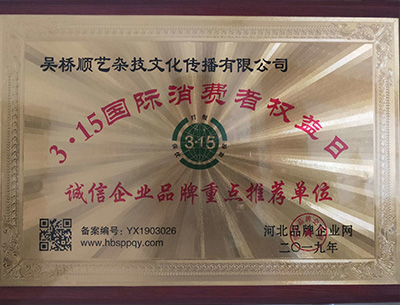 吴桥顺艺杂技文化传播有限公司
3·15国际消费者权益日
3·15
诚信企业品牌重点推荐单位
备案编号:YX1903026
www.hbsppqy.com
河北品牌企业网
二〇一九年